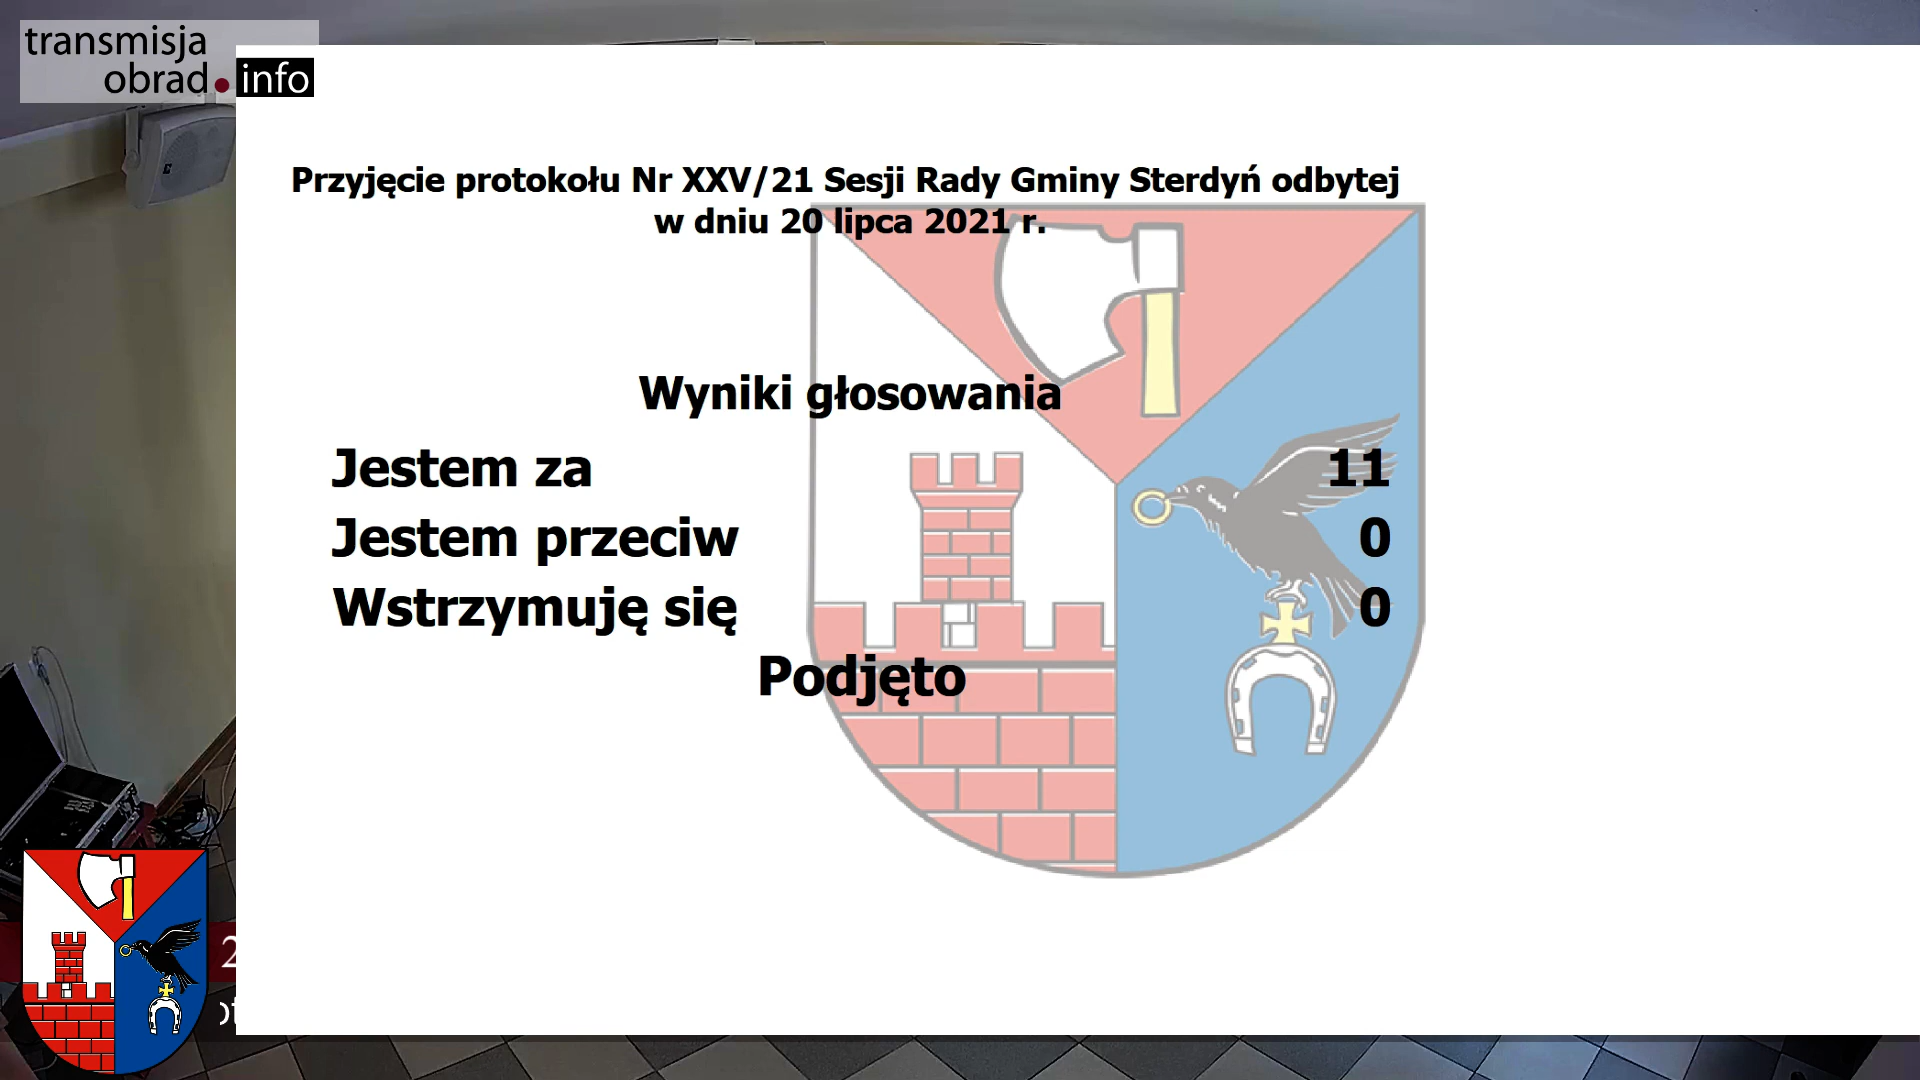 transmisja
obrad.info
Przyjęcie protokołu Nr XXV/21 Sesji Rady Gminy Sterdyń odbytej
w dniu 20 lipca 2021 r.
Wyniki głosowania
Jestem za 11
Jestem przeciw 0
Wstrzymuję się 0
Podjęto
2